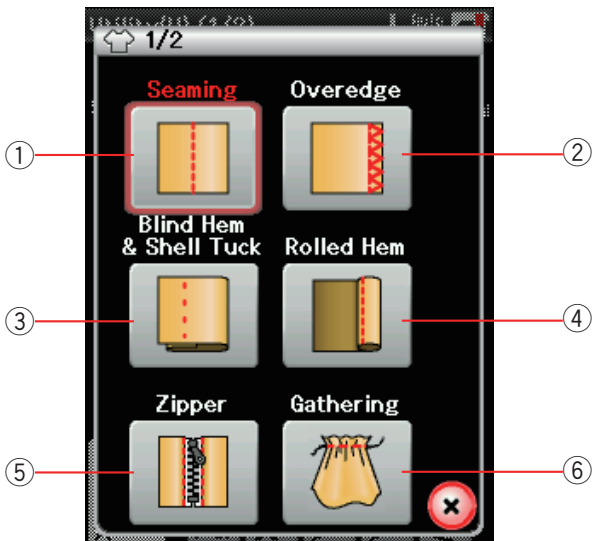 1/2
Seaming
Overedge
① ②
Blind Hem
& Shell Tuck
Rolled Hem
③ ④
Zipper
Gathering
⑤ ⑥